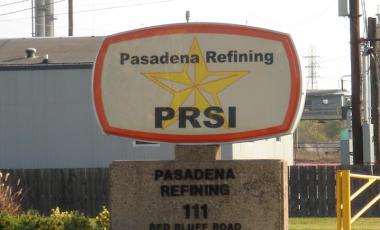 Pasadena Refining
PRSI
PASADENA
REFINING
111
RED BLUFF ROAD